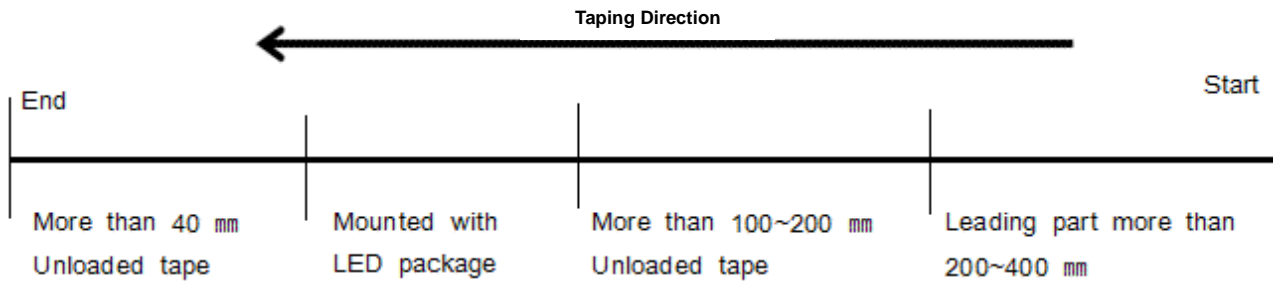 Taping Direction
End
Start
More than 40 ㎜
Unloaded tape
Mounted with
LED package
More than 100~200 ㎜
Unloaded tape
Leading part more than
200~400 ㎜